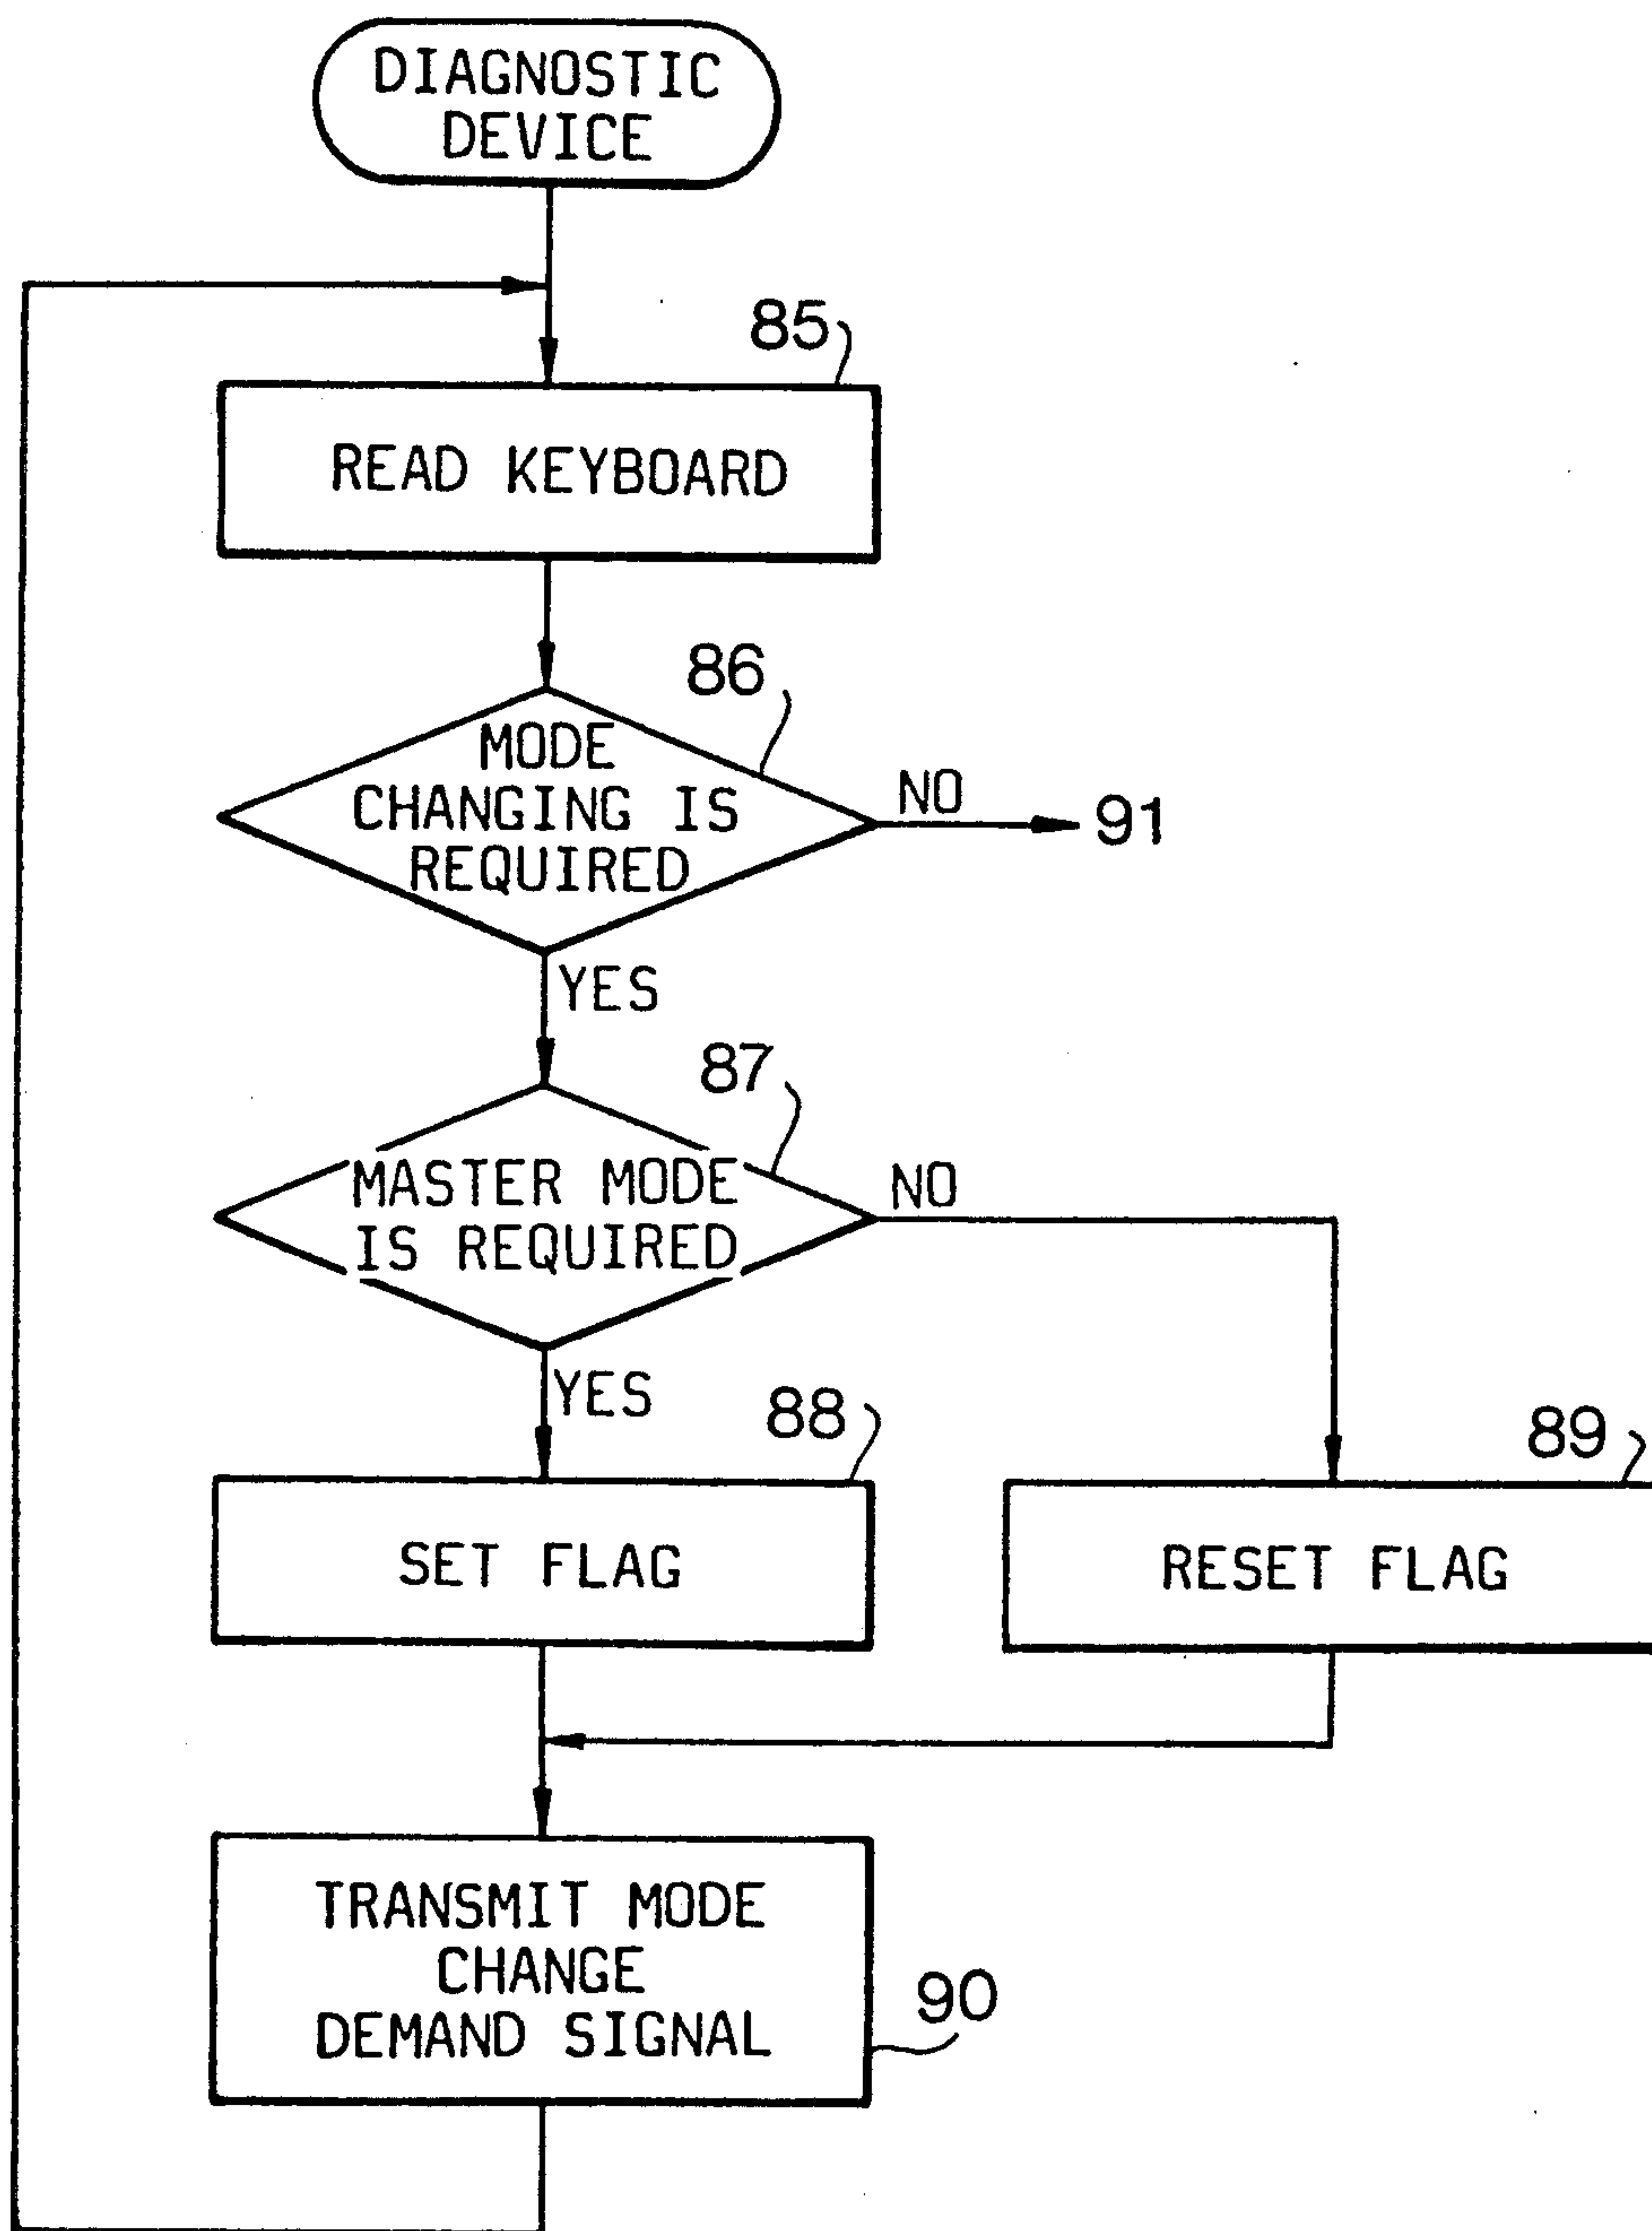 DIAGNOSTIC
DEVICE
85
READ KEYBOARD
86
MODE
CHANGING IS
REQUIRED
NO
91
YES
87
MASTER MODE
IS REQUIRED
NO
YES
88
89
SET FLAG
RESET FLAG
TRANSMIT MODE
CHANGE
DEMAND SIGNAL
90